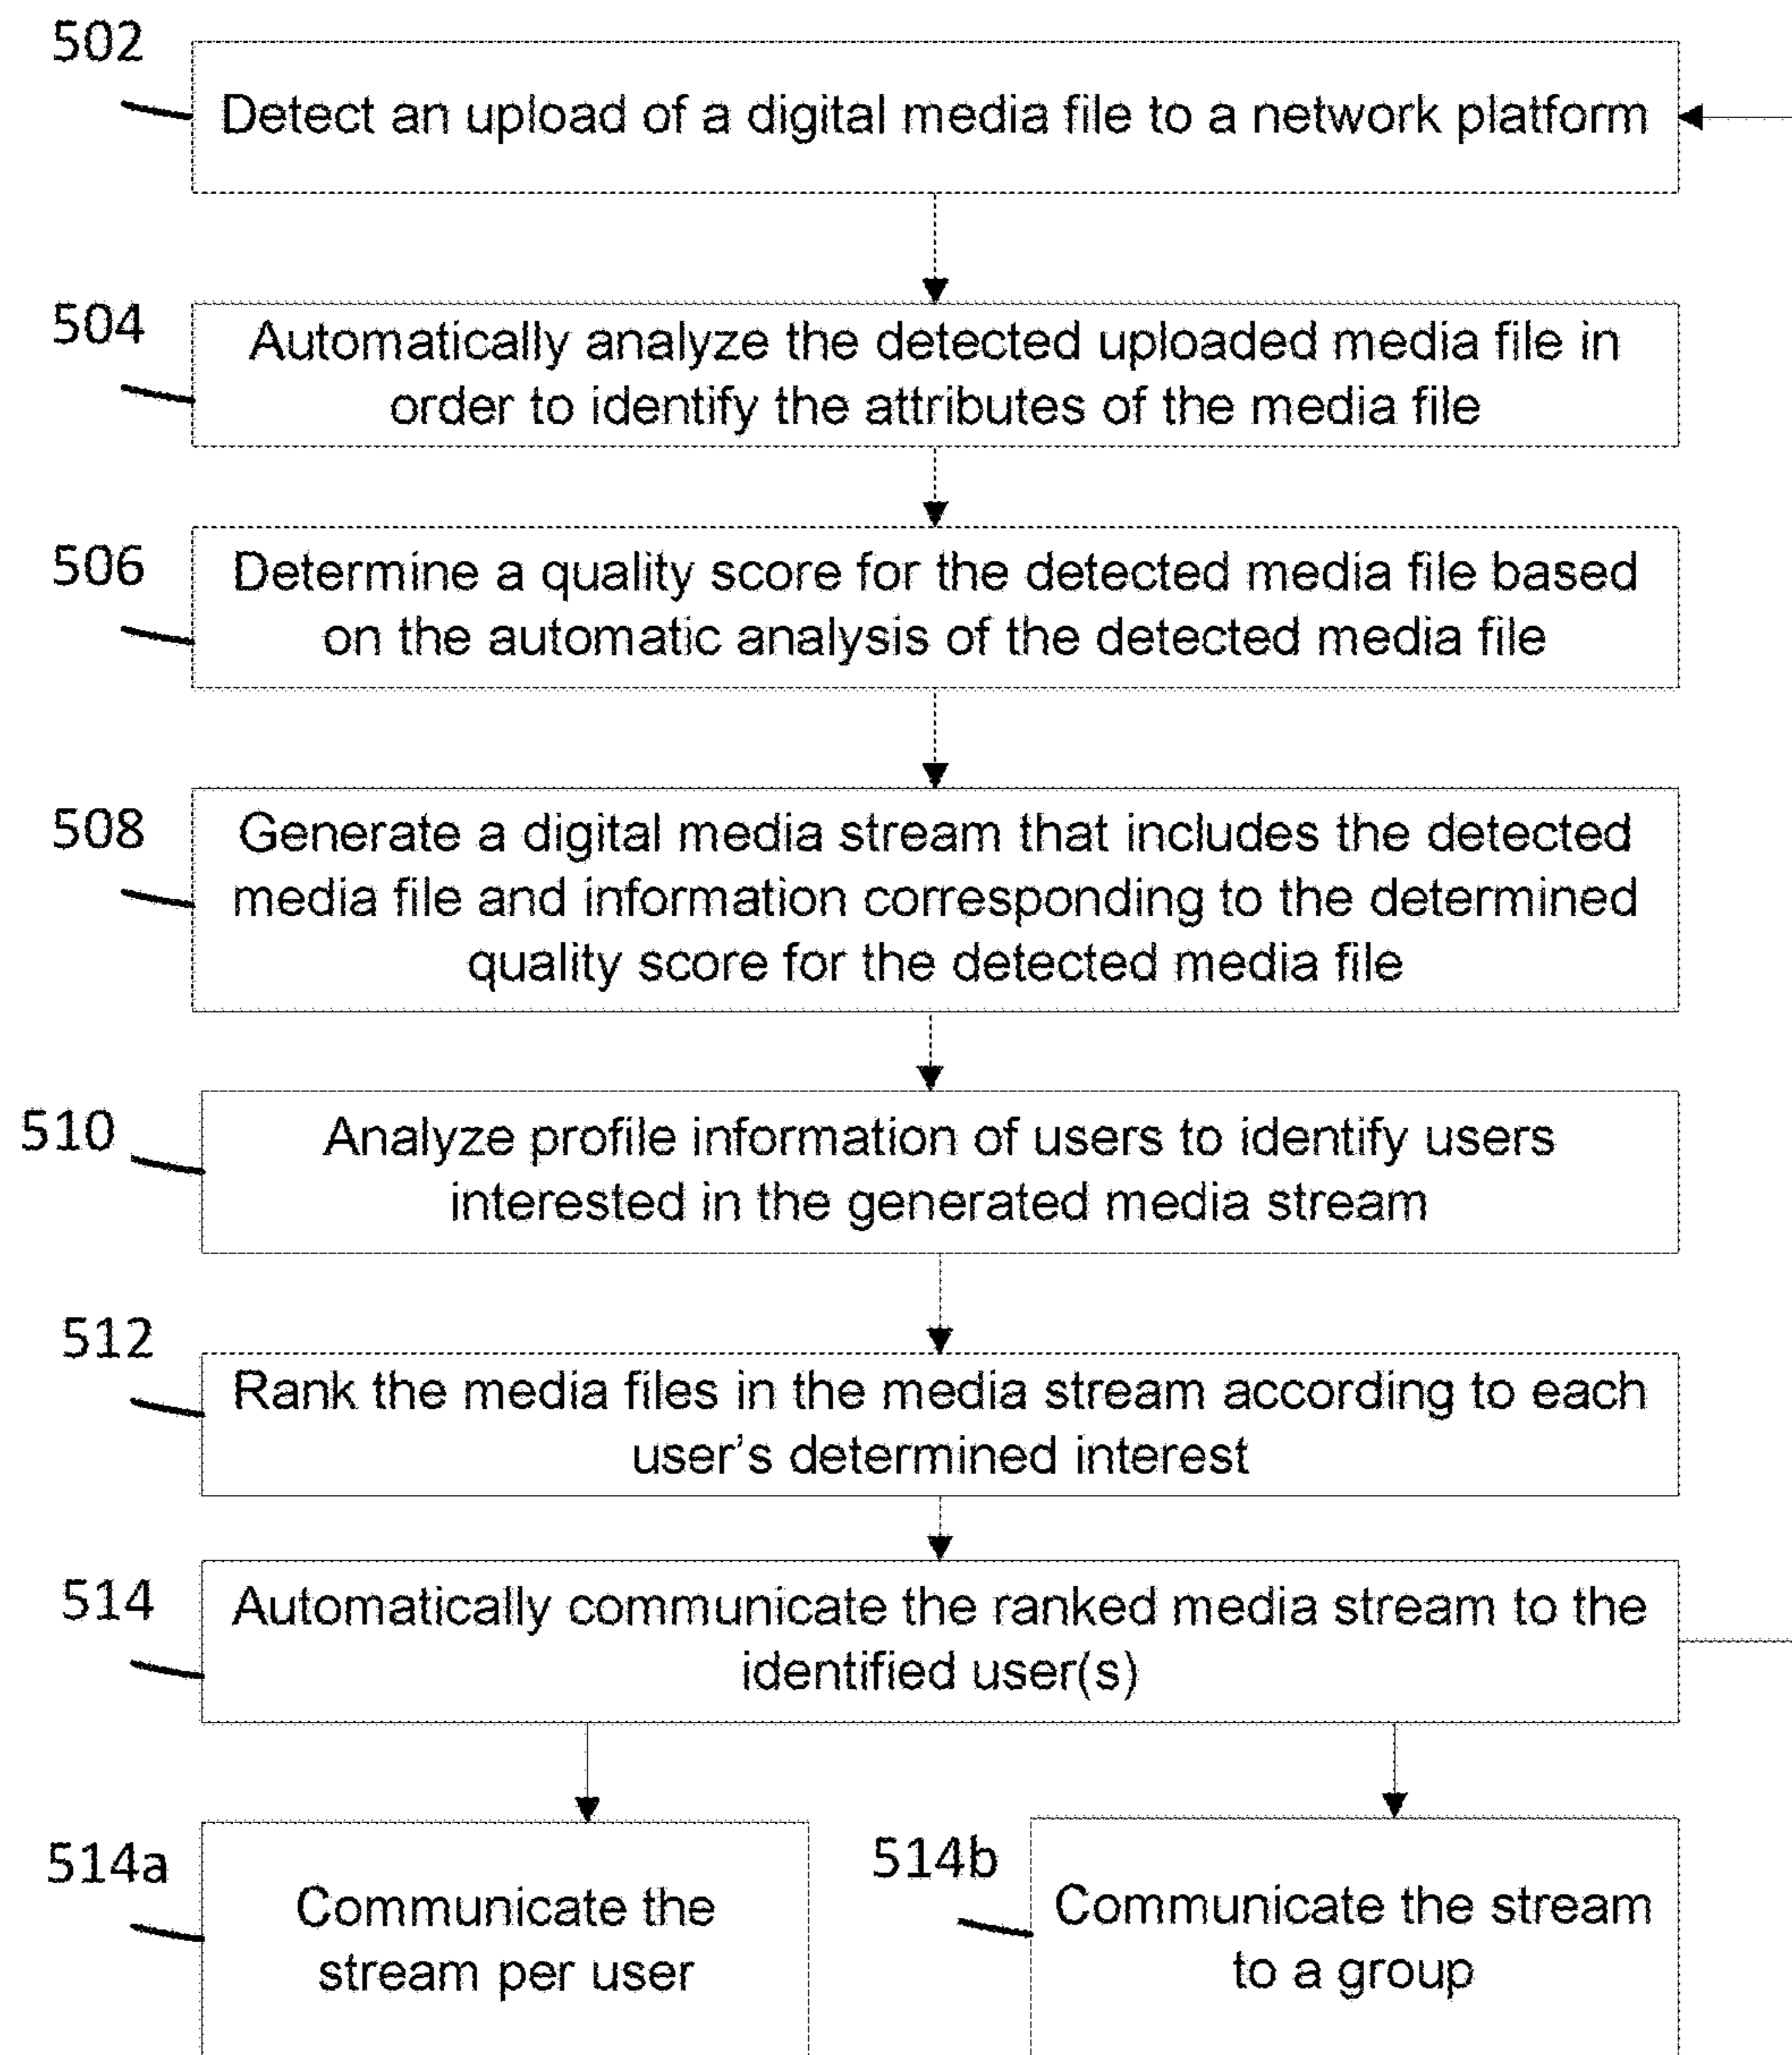 502
Detect an upload of a digital media file to a network platform
504
Automatically analyze the detected uploaded media file in
order to identify the attributes of the media file
506
Determine a quality score for the detected media file based
on the automatic analysis of the detected media file
508
Generate a digital media stream that includes the detected
media file and information corresponding to the determined
quality score for the detected media file
510
Analyze profile information of users to identify users
interested in the generated media stream
512
Rank the media files in the media stream according to each
user's determined interest
514
Automatically communicate the ranked media stream to the
identified user(s)
514a
Communicate the
stream per user
514b
Communicate the stream
to a group